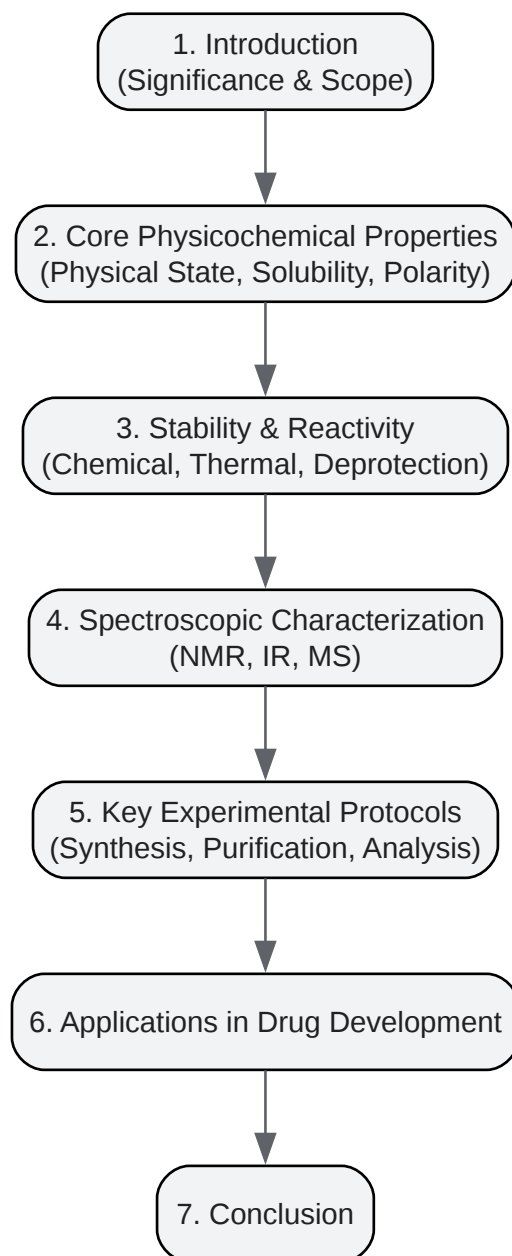 1. Introduction
(Significance & Scope)
2. Core Physicochemical Properties
(Physical State, Solubility, Polarity)
3. Stability & Reactivity
(Chemical, Thermal, Deprotection)
4. Spectroscopic Characterization
(NMR, IR, MS)
5. Key Experimental Protocols
(Synthesis, Purification, Analysis)
6. Applications in Drug Development
7. Conclusion